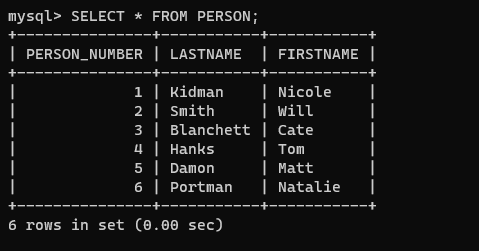 mysql> SELECT * FROM PERSON;
+---------------+-----------+-----------+
| PERSON_NUMBER | LASTNAME  | FIRSTNAME |
+---------------+-----------+-----------+
|             1 | Kidman    | Nicole    |
|             2 | Smith     | Will      |
|             3 | Blanchett | Cate      |
|             4 | Hanks     | Tom       |
|             5 | Damon     | Matt      |
|             6 | Portman   | Natalie   |
+---------------+-----------+-----------+
6 rows in set (0.00 sec)